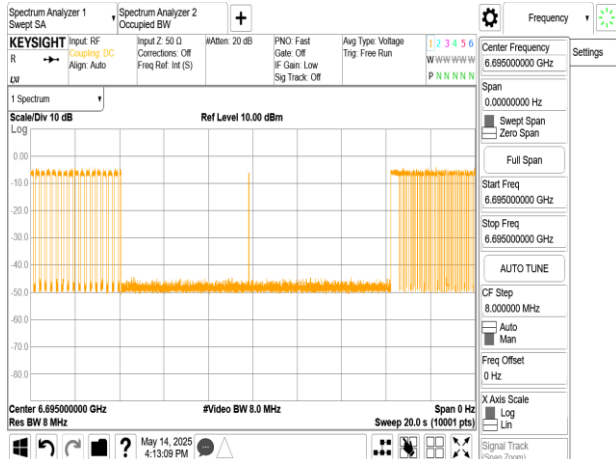 Spectrum Analyzer 1
Swept SA
Spectrum Analyzer 2
Occupied BW
+
Frequency
KEYSIGHT
R
LXI
Input: RF
Coupling: DC
Align: Auto
Input Z: 50 Ω
Corrections: Off
Freq Ref: Int (S)
#Atten: 20 dB
PNO: Fast
Gate: Off
IF Gain: Low
Sig Track: Off
Avg Type: Voltage
Trig: Free Run
1 2 3 4 5 6
W W W W W W
P N N N N N
Center Frequency
6.695000000 GHz
Settings
Span
0.00000000 Hz
Swept Span
Zero Span
Full Span
Start Freq
6.695000000 GHz
Stop Freq
6.695000000 GHz
AUTO TUNE
CF Step
8.000000 MHz
Auto
Man
Freq Offset
0 Hz
X Axis Scale
Log
Lin
Signal Track
(Span Zoom)
1 Spectrum
Scale/Div 10 dB
Ref Level 10.00 dBm
Log
0.00
-10.0
-20.0
-30.0
-40.0
-50.0
-60.0
-70.0
-80.0
Center 6.695000000 GHz
#Video BW 8.0 MHz
Span 0 Hz
Res BW 8 MHz
Sweep 20.0 s (10001 pts)
?
May 14, 2025
4:13:09 PM